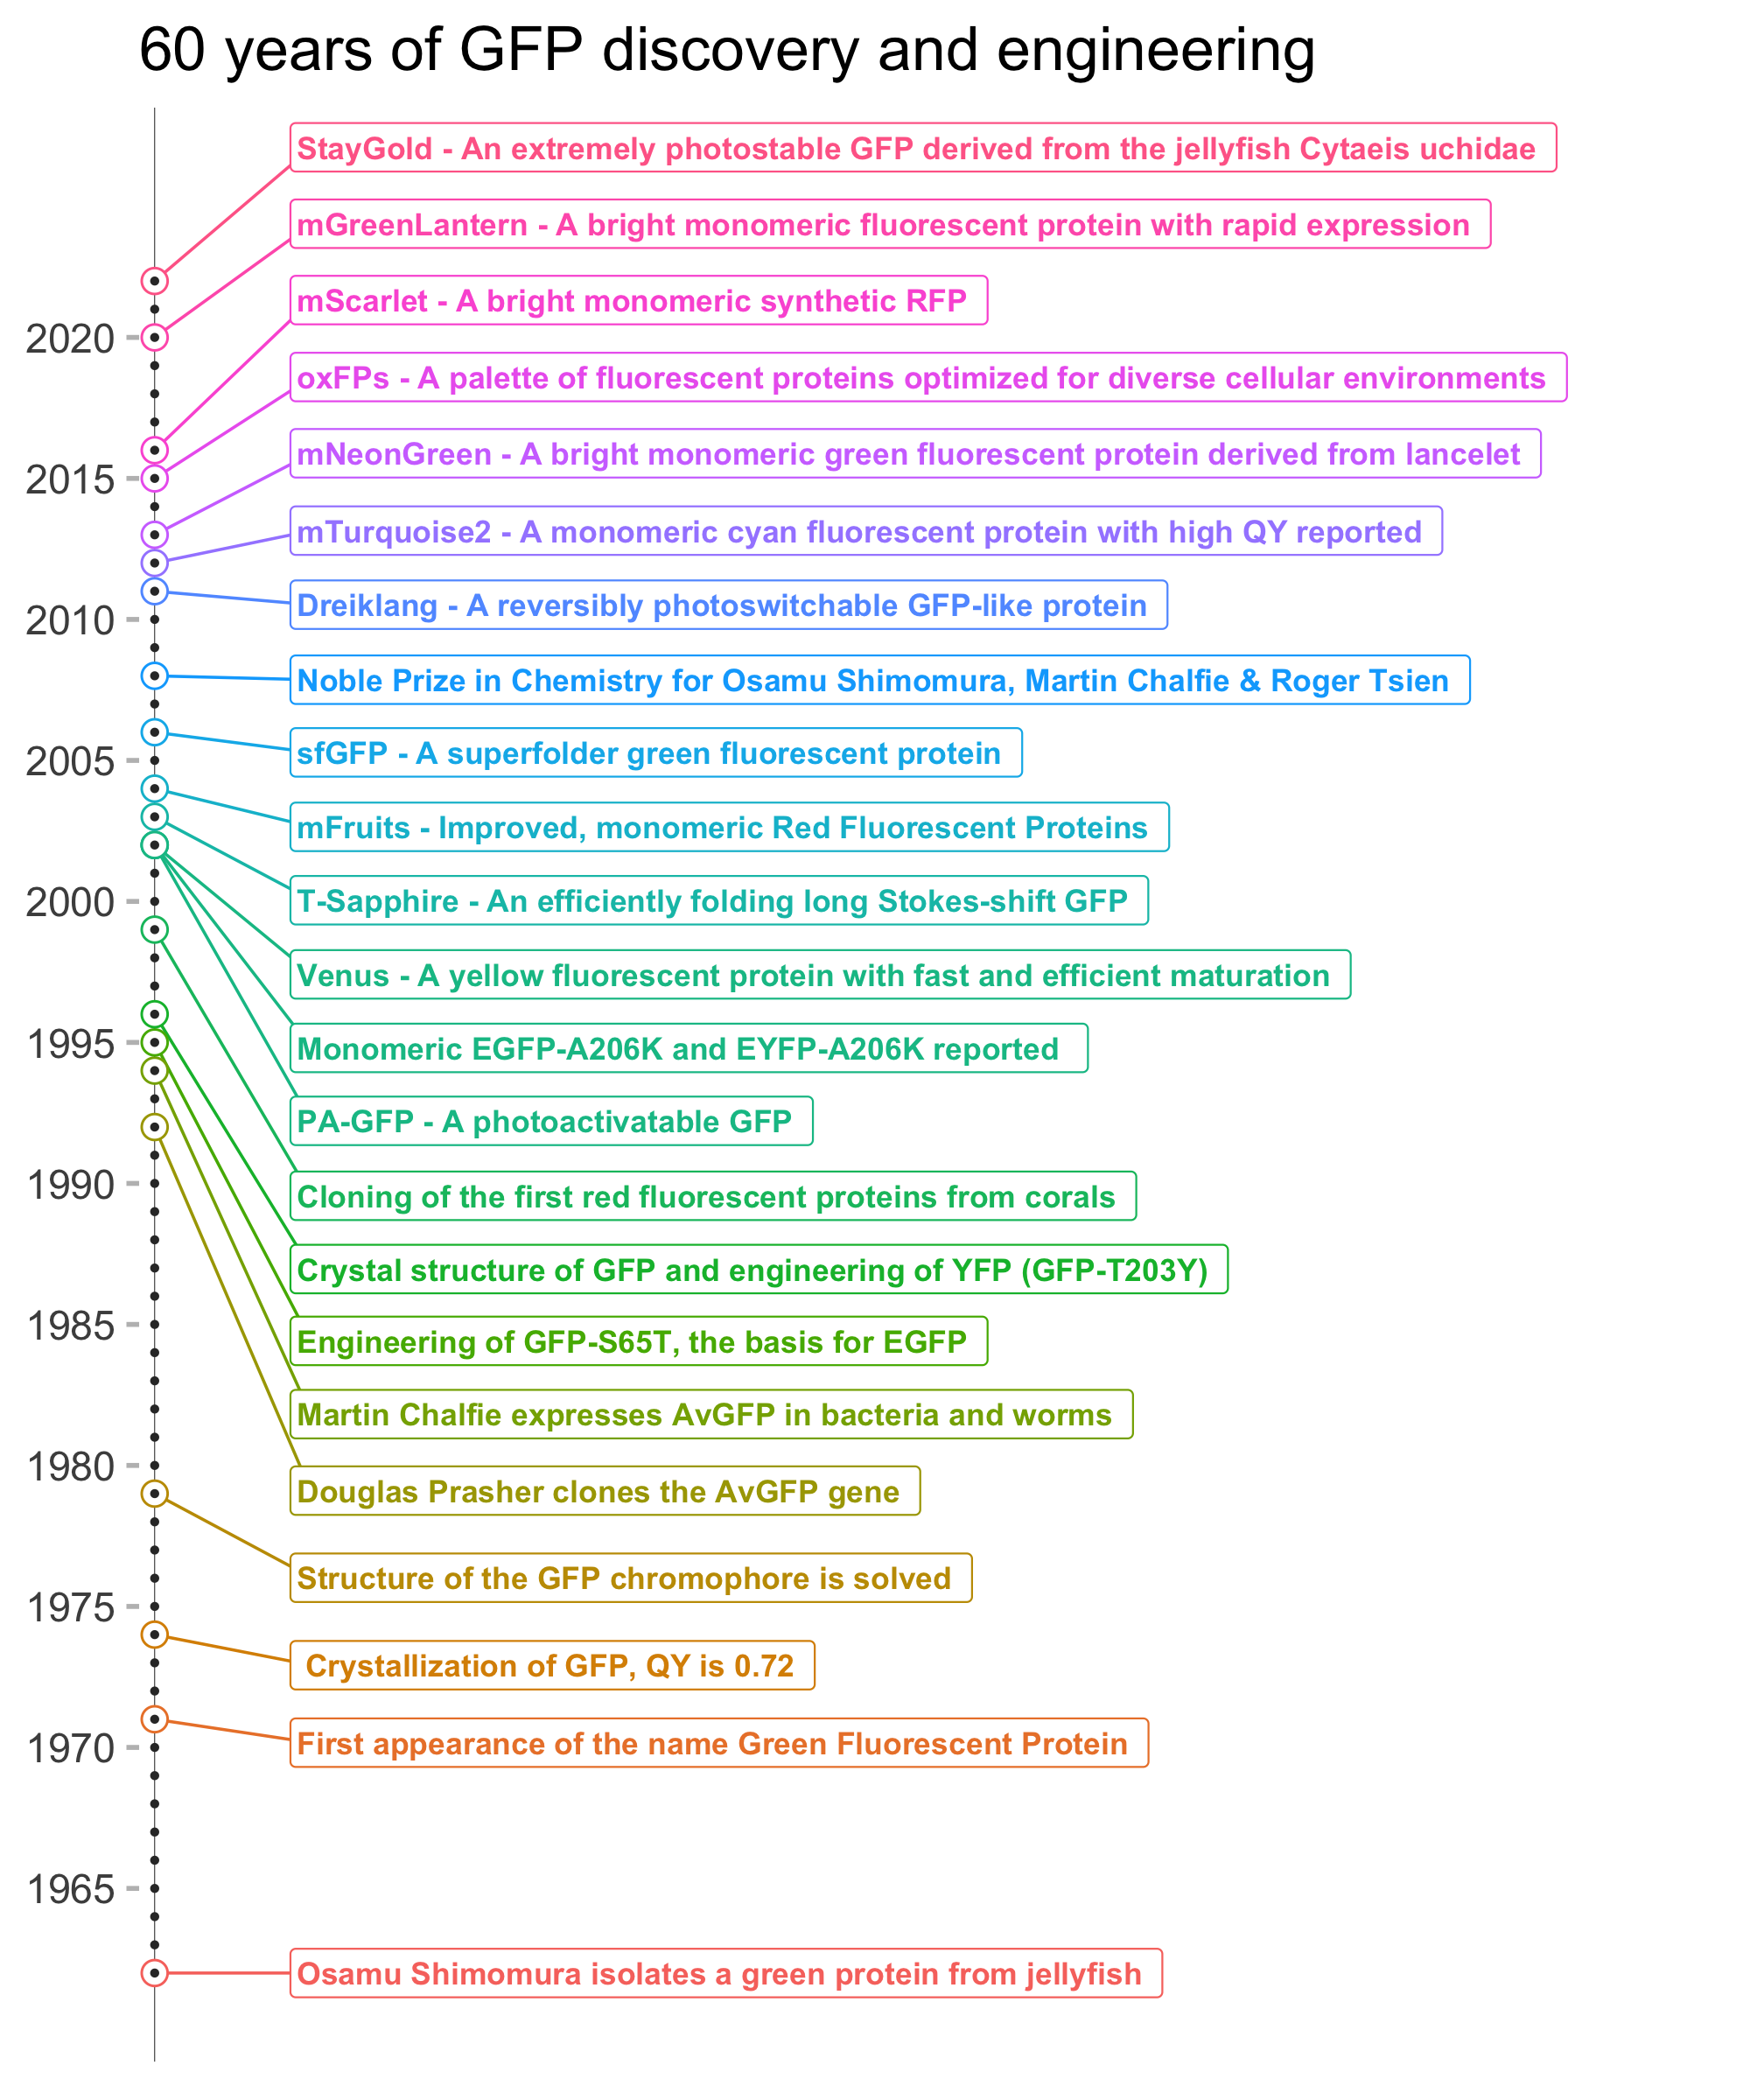 60 years of GFP discovery and engineering
StayGold - An extremely photostable GFP derived from the jellyfish Cytaeis uchidae
mGreenLantern - A bright monomeric fluorescent protein with rapid expression
mScarlet - A bright monomeric synthetic RFP
2020
oxFPs - A palette of fluorescent proteins optimized for diverse cellular environments
mNeonGreen - A bright monomeric green fluorescent protein derived from lancelet
2015
mTurquoise2 - A monomeric cyan fluorescent protein with high QY reported
Dreiklang - A reversibly photoswitchable GFP-like protein
2010
Noble Prize in Chemistry for Osamu Shimomura, Martin Chalfie & Roger Tsien
sfGFP - A superfolder green fluorescent protein
2005
mFruits - Improved, monomeric Red Fluorescent Proteins
T-Sapphire - An efficiently folding long Stokes-shift GFP
2000
Venus - A yellow fluorescent protein with fast and efficient maturation
Monomeric EGFP-A206K and EYFP-A206K reported
1995
PA-GFP - A photoactivatable GFP
1990
Cloning of the first red fluorescent proteins from corals
Crystal structure of GFP and engineering of YFP (GFP-T203Y)
1985
Engineering of GFP-S65T, the basis for EGFP
Martin Chalfie expresses AvGFP in bacteria and worms
1980
Douglas Prasher clones the AvGFP gene
Structure of the GFP chromophore is solved
1975
Crystallization of GFP, QY is 0.72
First appearance of the name Green Fluorescent Protein
1970
1965
Osamu Shimomura isolates a green protein from jellyfish